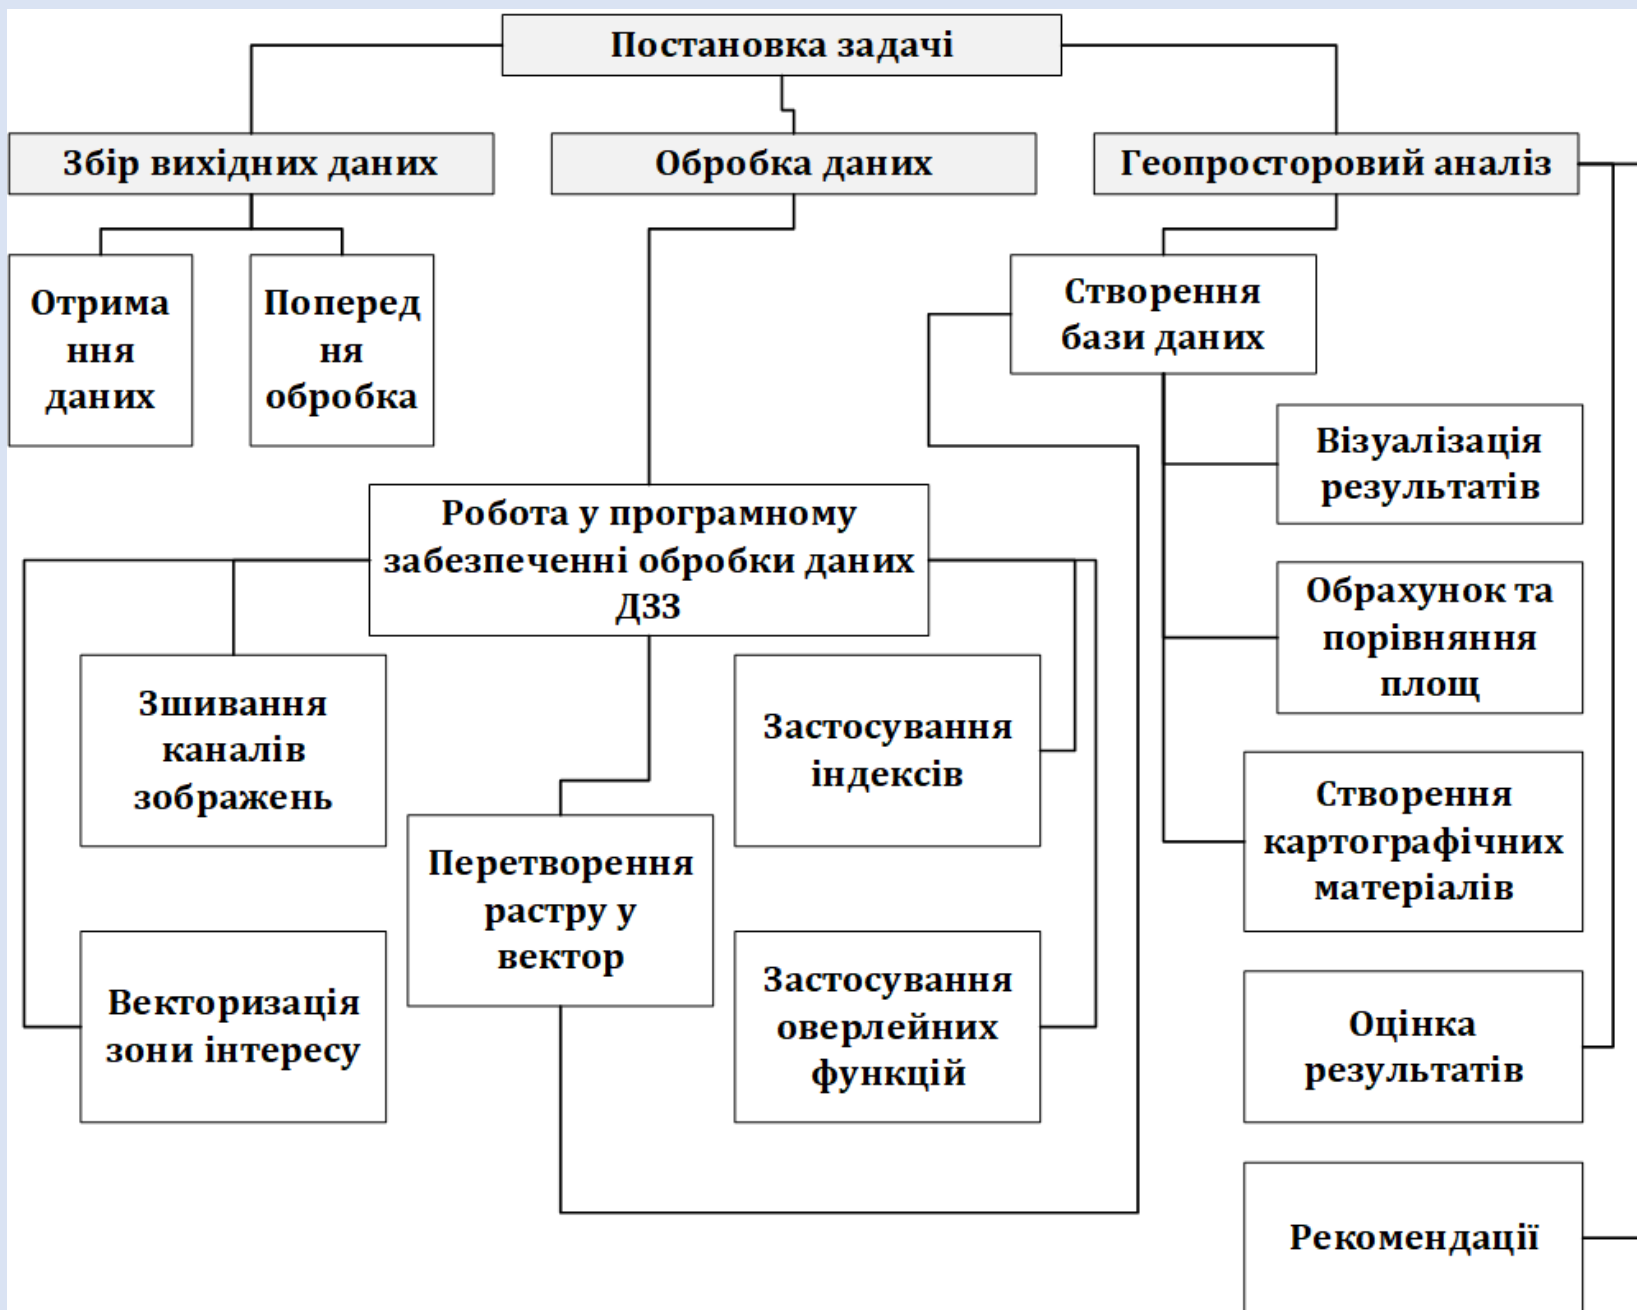 Постановка задачі
Збір вихідних даних
Обробка даних
Геопросторовий аналіз
Отрима
ння
даних
Поперед
ня
обробка
Створення
бази даних
Візуалізація
результатів
Робота у програмному
забезпеченні обробки даних
ДЗЗ
Обрахунок та
порівняння
площ
Зшивання
каналів
зображень
Застосування
індексів
Створення
картографічних
матеріалів
Перетворення
растру у
вектор
Векторизація
зони інтересу
Застосування
оверлейних
функцій
Оцінка
результатів
Рекомендації